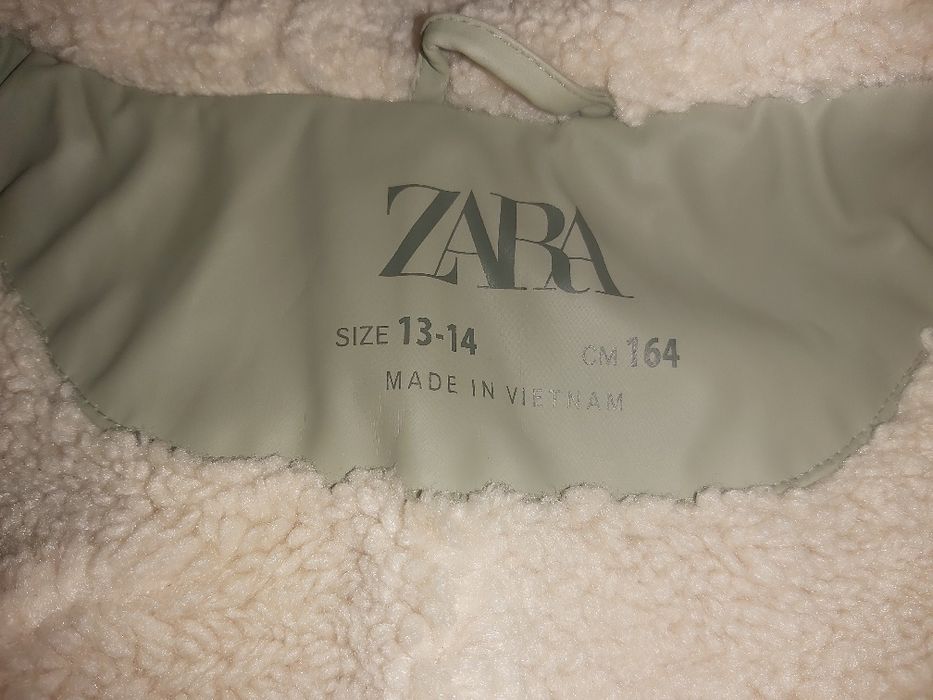 ZARA
SIZE 13-14 CM 164
MADE IN VIETNAM